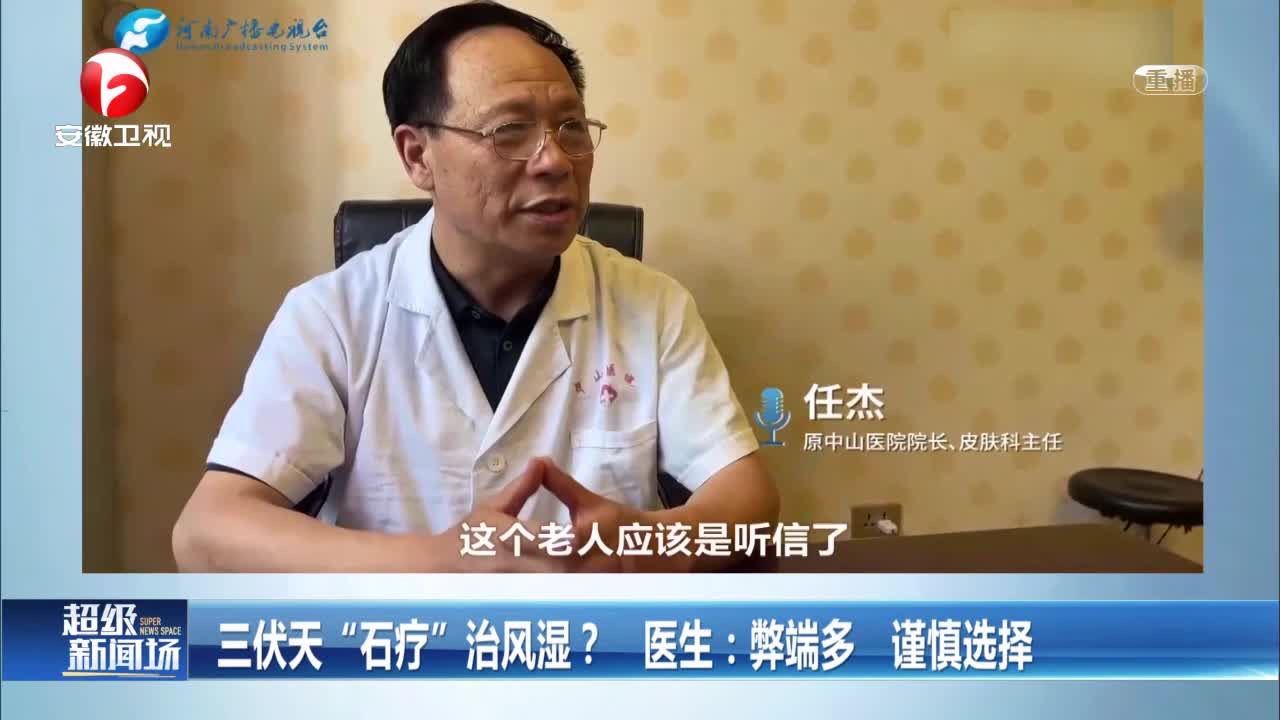 河南广播电视台
Henan Broadcasting System
安徽卫视
重播
任杰
原中山医院院长、皮肤科主任
这个老人应该是听信了
超级
新闻场
SUPER
NEWS SPACE
三伏天“石疗”治风湿？ 医生：弊端多 谨慎选择